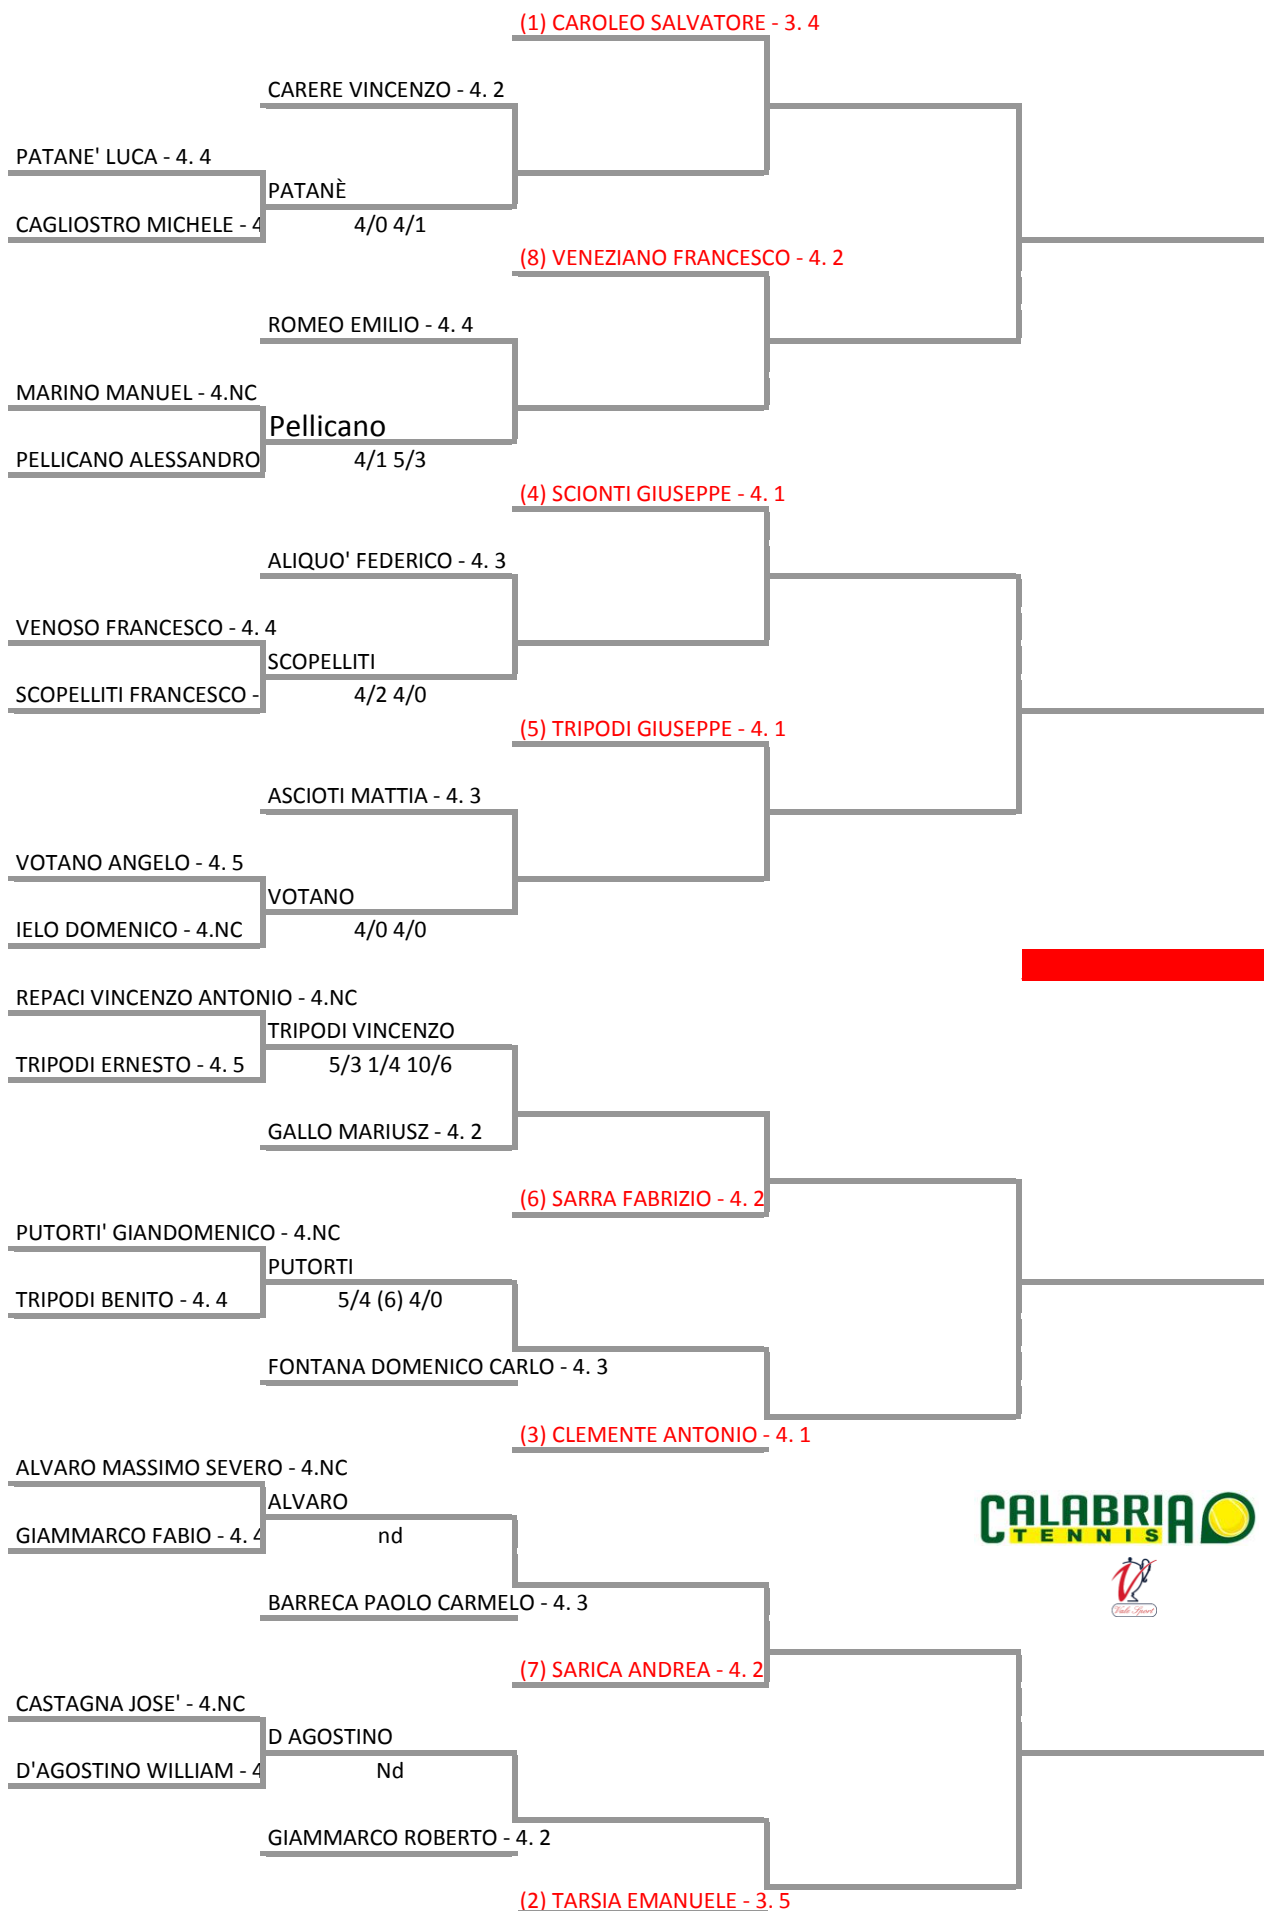 (1) CAROLEO SALVATORE - 3. 4
CARERE VINCENZO - 4. 2
PATANE' LUCA - 4. 4
PATANÈ
CAGLIOSTRO MICHELE - 4
4/0 4/1
(8) VENEZIANO FRANCESCO - 4. 2
ROMEO EMILIO - 4. 4
MARINO MANUEL - 4.NC
Pellicano
PELLICANO ALESSANDRO
4/1 5/3
(4) SCIONTI GIUSEPPE - 4. 1
ALIQUO' FEDERICO - 4. 3
VENOSO FRANCESCO - 4. 4
SCOPELLITI
SCOPELLITI FRANCESCO -
4/2 4/0
(5) TRIPODI GIUSEPPE - 4. 1
ASCIOTI MATTIA - 4. 3
VOTANO ANGELO - 4. 5
VOTANO
IELO DOMENICO - 4.NC
4/0 4/0
REPACI VINCENZO ANTONIO - 4.NC
TRIPODI VINCENZO
TRIPODI ERNESTO - 4. 5
5/3 1/4 10/6
GALLO MARIUSZ - 4. 2
(6) SARRA FABRIZIO - 4. 2
PUTORTI' GIANDOMENICO - 4.NC
PUTORTI
TRIPODI BENITO - 4. 4
5/4 (6) 4/0
FONTANA DOMENICO CARLO - 4. 3
(3) CLEMENTE ANTONIO - 4. 1
ALVARO MASSIMO SEVERO - 4.NC
ALVARO
GIAMMARCO FABIO - 4. 4
nd
CALABRIA
TENNIS
BARRECA PAOLO CARMELO - 4. 3
Vale Sport
(7) SARICA ANDREA - 4. 2
CASTAGNA JOSE' - 4.NC
D AGOSTINO
D'AGOSTINO WILLIAM - 4
Nd
GIAMMARCO ROBERTO - 4. 2
(2) TARSIA EMANUELE - 3. 5